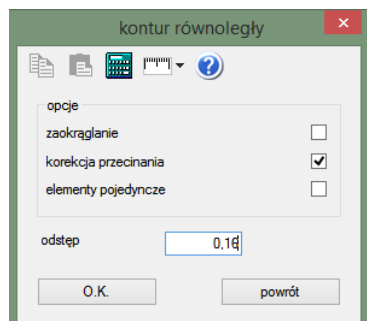 kontur równoległy
opcje
zaokrąglanie
korekcja przecinania
elementy pojedyncze
odstęp 0,16
O.K. powrót